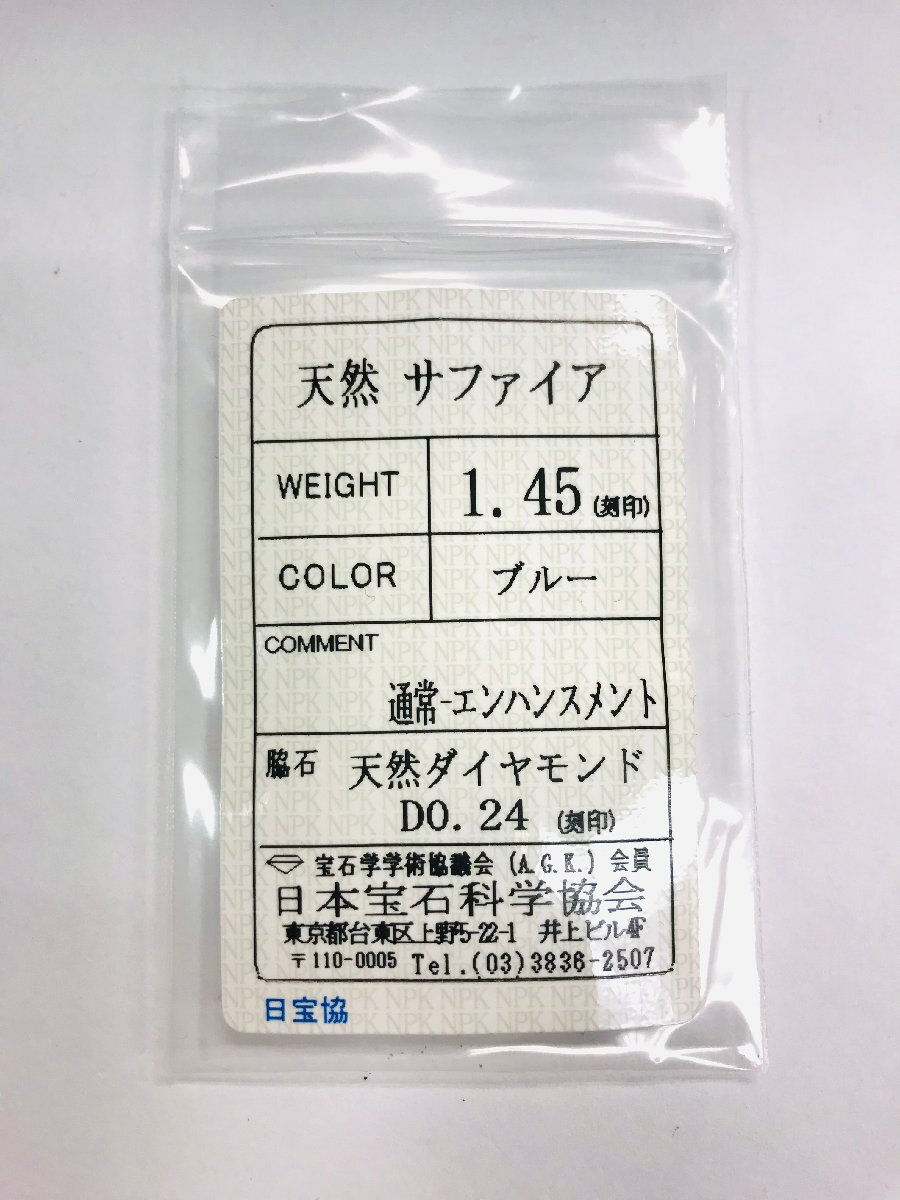 天然 サファイア
WEIGHT 1.45 (刻印)
COLOR ブルー
COMMENT
通常-エンハンスメント
脇石 天然ダイヤモンド
D0.24 (刻印)
宝石学学術協議会 (A.G.K.) 会員
日本宝石科学協会
東京都台東区上野5-22-1 井上ビル4F
〒110-0005 Tel.(03)3836-2507
日宝協